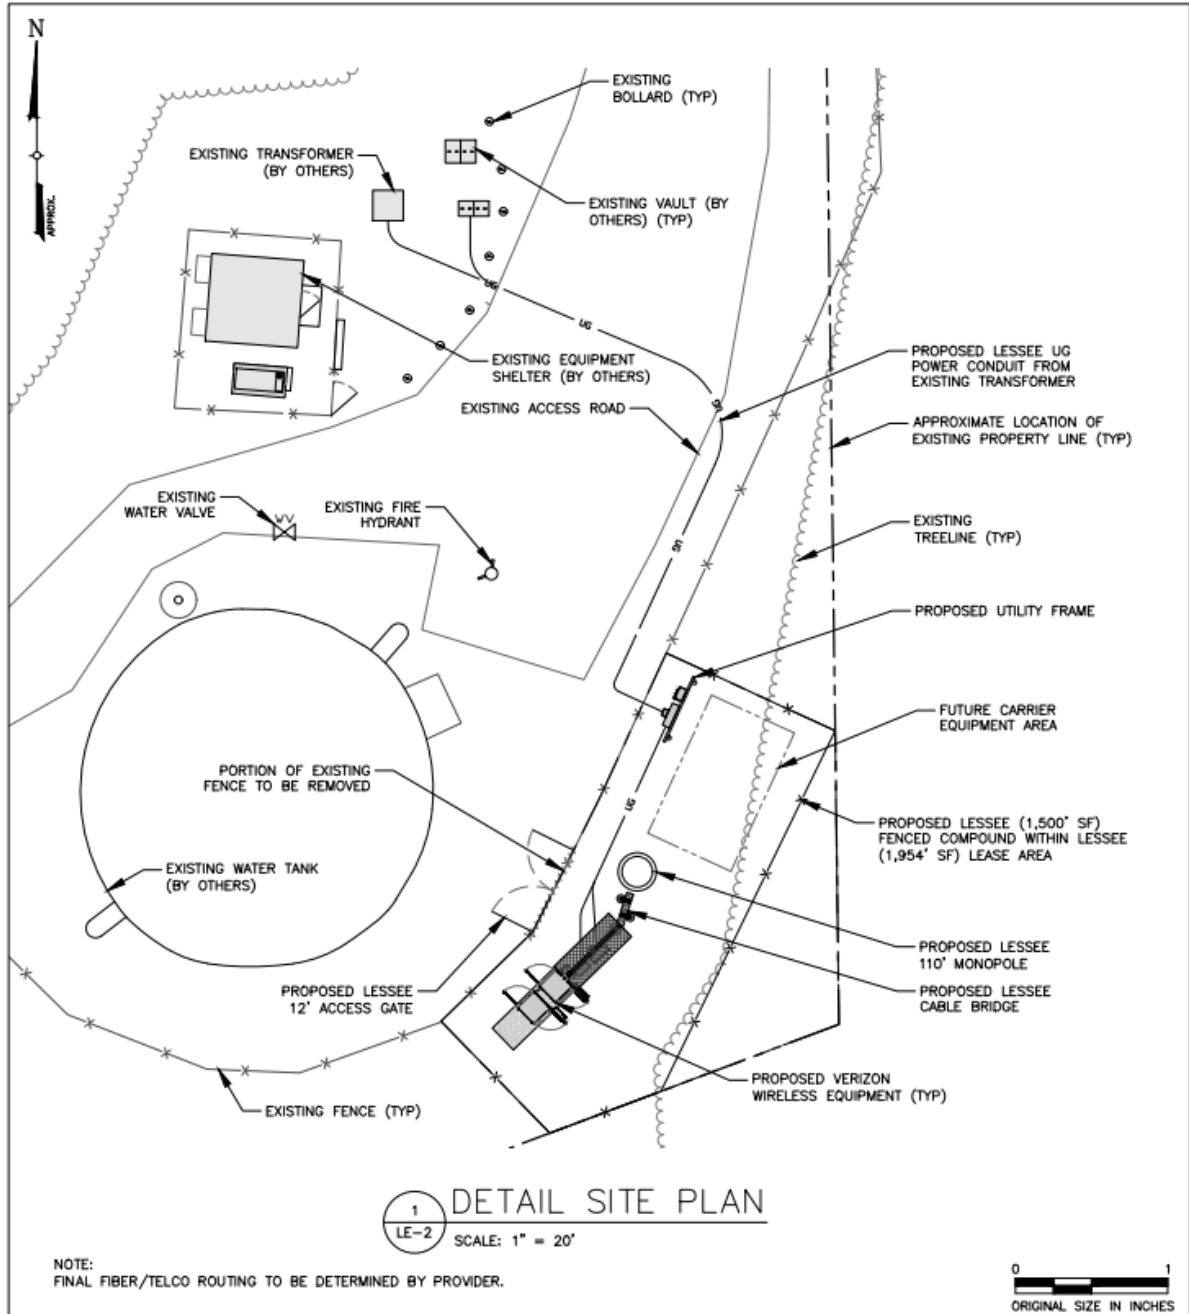 N
APPROX.
EXISTING
BOLLARD (TYP)
EXISTING TRANSFORMER
(BY OTHERS)
EXISTING VAULT (BY
OTHERS) (TYP)
UG
UG
EXISTING EQUIPMENT
SHELTER (BY OTHERS)
PROPOSED LESSEE UG
POWER CONDUIT FROM
EXISTING TRANSFORMER
UG
EXISTING ACCESS ROAD
APPROXIMATE LOCATION OF
EXISTING PROPERTY LINE (TYP)
EXISTING
WATER VALVE
WV
EXISTING FIRE
HYDRANT
EXISTING
TREELINE (TYP)
UG
PROPOSED UTILITY FRAME
FUTURE CARRIER
EQUIPMENT AREA
PORTION OF EXISTING
FENCE TO BE REMOVED
UG
PROPOSED LESSEE (1,500' SF)
FENCED COMPOUND WITHIN LESSEE
(1,954' SF) LEASE AREA
EXISTING WATER TANK
(BY OTHERS)
PROPOSED LESSEE
110' MONOPOLE
PROPOSED LESSEE
12' ACCESS GATE
PROPOSED LESSEE
CABLE BRIDGE
PROPOSED VERIZON
WIRELESS EQUIPMENT (TYP)
EXISTING FENCE (TYP)
1
LE-2
DETAIL SITE PLAN
SCALE: 1" = 20'
NOTE:
FINAL FIBER/TELCO ROUTING TO BE DETERMINED BY PROVIDER.
0 1
ORIGINAL SIZE IN INCHES